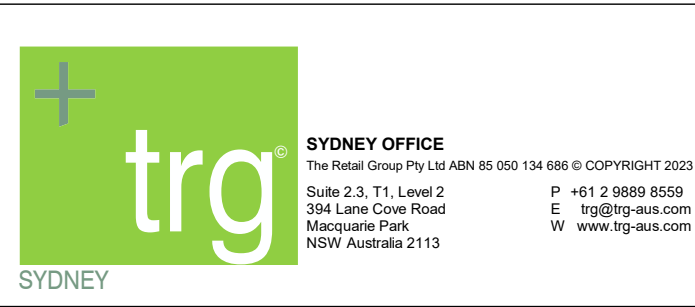 +
trg©
SYDNEY
SYDNEY OFFICE
The Retail Group Pty Ltd ABN 85 050 134 686 © COPYRIGHT 2023
Suite 2.3, T1, Level 2
394 Lane Cove Road
Macquarie Park
NSW Australia 2113
P +61 2 9889 8559
E trg@trg-aus.com
W www.trg-aus.com